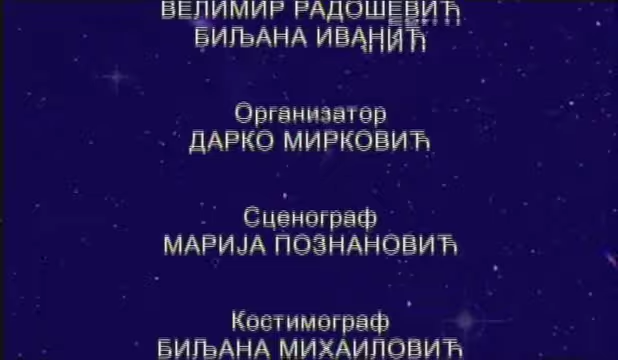 ВЕЛИМИР РАДОШЕВИЋ
БИЉАНА ИВАНИЋ
Организатор
ДАРКО МИРКОВИЋ
Сценограф
МАРИЈА ПОЗНАНОВИЋ
Костимограф
БИЉАНА МИХАИЛОВИЋ